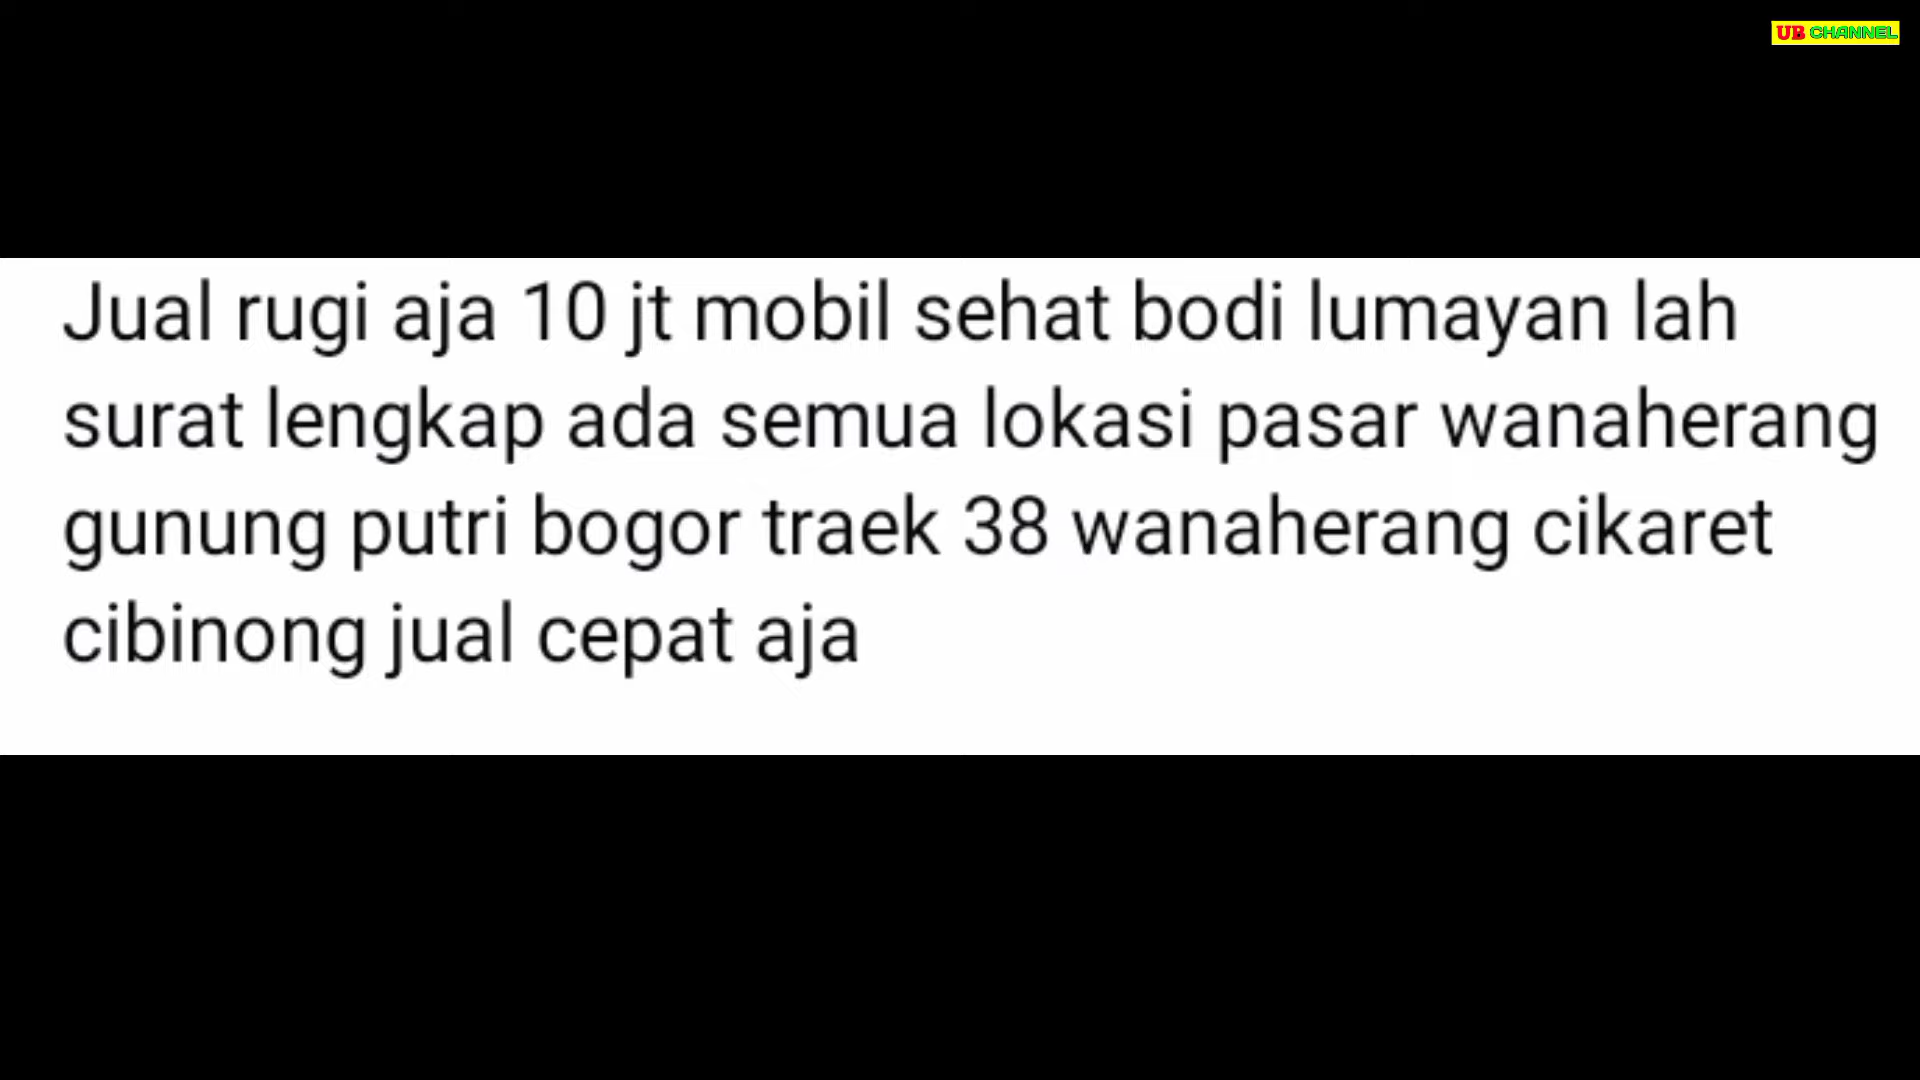 UB CHANNEL
Jual rugi aja 10 jt mobil sehat bodi lumayan lah
surat lengkap ada semua lokasi pasar wanaherang
gunung putri bogor traek 38 wanaherang cikaret
cibinong jual cepat aja